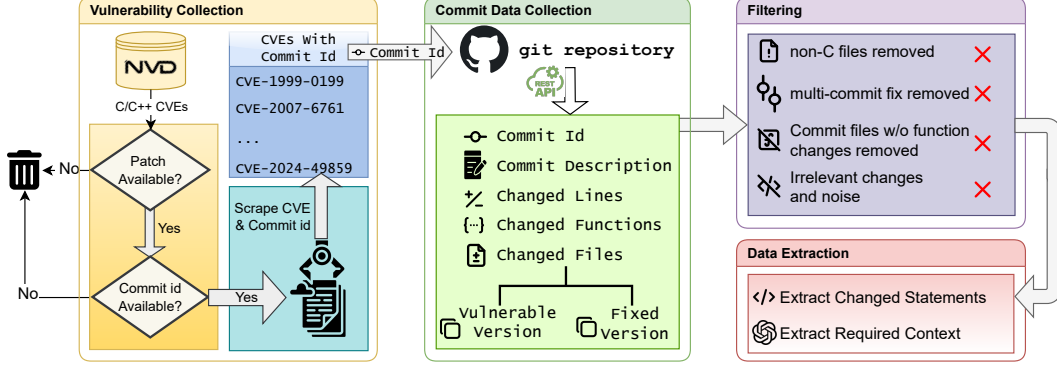 Vulnerability Collection
NVD
C/C++ CVEs
Patch
Available?
No
Yes
Commit id
Available?
No
Yes
CVEs With
Commit Id
CVE-1999-0199
CVE-2007-6761
...
CVE-2024-49859
Scrape CVE
& Commit id
Commit Id
Commit Data Collection
git repository
REST
API
Commit Id
Commit Description
Changed Lines
Changed Functions
Changed Files
Vulnerable
Version
Fixed
Version
Filtering
non-C files removed
multi-commit fix removed
Commit files w/o function
changes removed
Irrelevant changes
and noise
Data Extraction
</> Extract Changed Statements
Extract Required Context